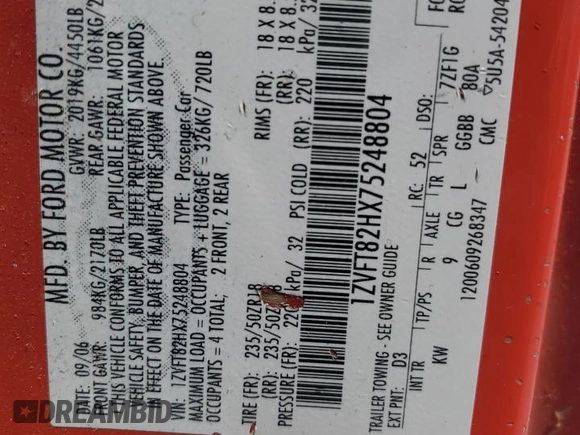 MFD. BY FORD MOTOR CO.
DATE: 09/06 GVWR: 2019KG/4450LB
FRONT GAWR: 984KG/2170LB REAR GAWR: 1061KG/2
THIS VEHICLE CONFORMS TO ALL APPLICABLE FEDERAL MOTOR
VEHICLE SAFETY, BUMPER, AND THEFT PREVENTION STANDARDS
IN EFFECT ON THE DATE OF MANUFACTURE SHOWN ABOVE.
VIN: 1ZVFT82HX75248804 TYPE: Passenger Car
MAXIMUM LOAD = OCCUPANTS + LUGGAGE = 326KG/ 720LB
OCCUPANTS = 4 TOTAL; 2 FRONT, 2 REAR
TIRE (FR): 235/50ZR18 RIMS (FR): 18 X 8.
(RR): 235/50ZR18 (RR): 18 X 8.5
PRESSURE (FR): 220 kPa/ 32 PSI COLD (RR): 220 kPa/ 32
1ZVFT82HX75248804
TRAILER TOWING - SEE OWNER GUIDE
EXT PNT: D3 RC: 52 DSO:
INT TR TP/PS R AXLE TR SPR 7ZF1G
KW 9 CG L GGBB 80A
1200609268347 CMC ▽5U5A-54204
DREAMBID